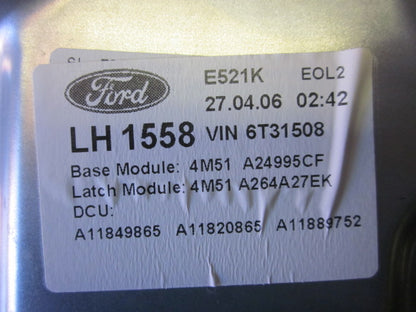 Ford
E521K EOL2
27.04.06 02:42
LH 1558 VIN 6T31508
Base Module: 4M51 A24995CF
Latch Module: 4M51 A264A27EK
DCU:
A11849865 A11820865 A11889752